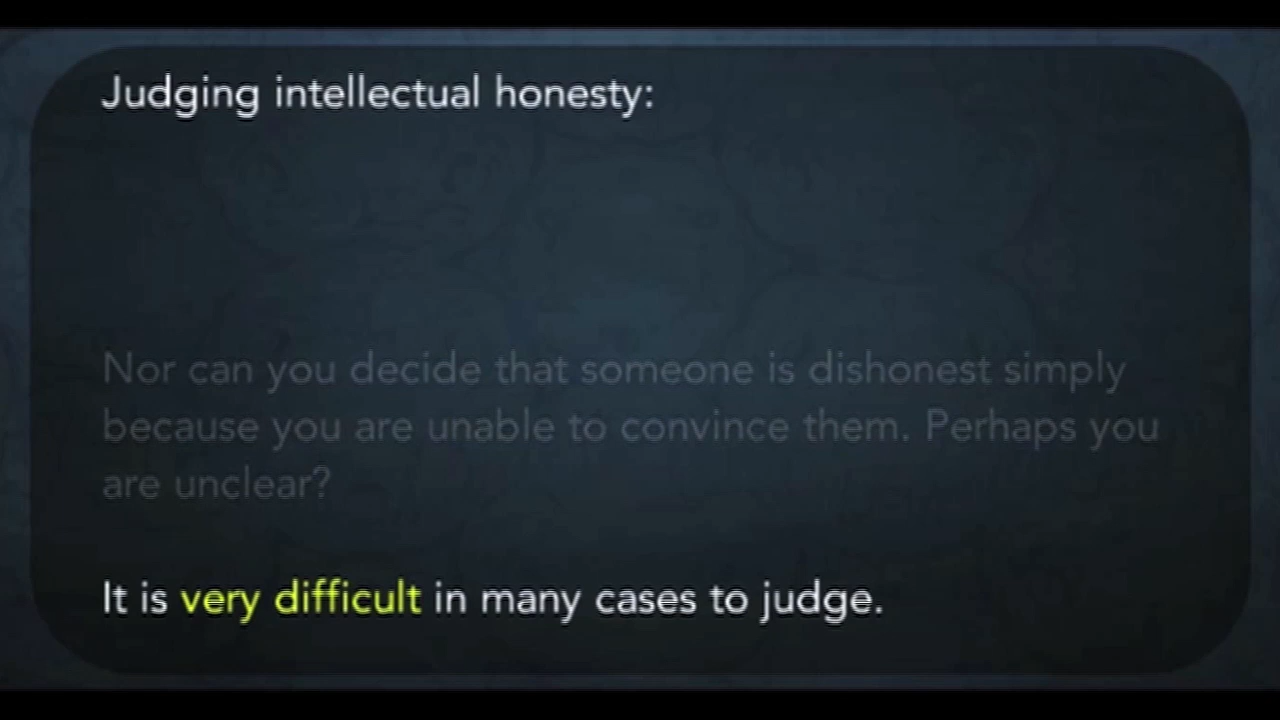 Judging intellectual honesty:
Nor can you decide that someone is dishonest simply
because you are unable to convince them. Perhaps you
are unclear?
It is very difficult in many cases to judge.